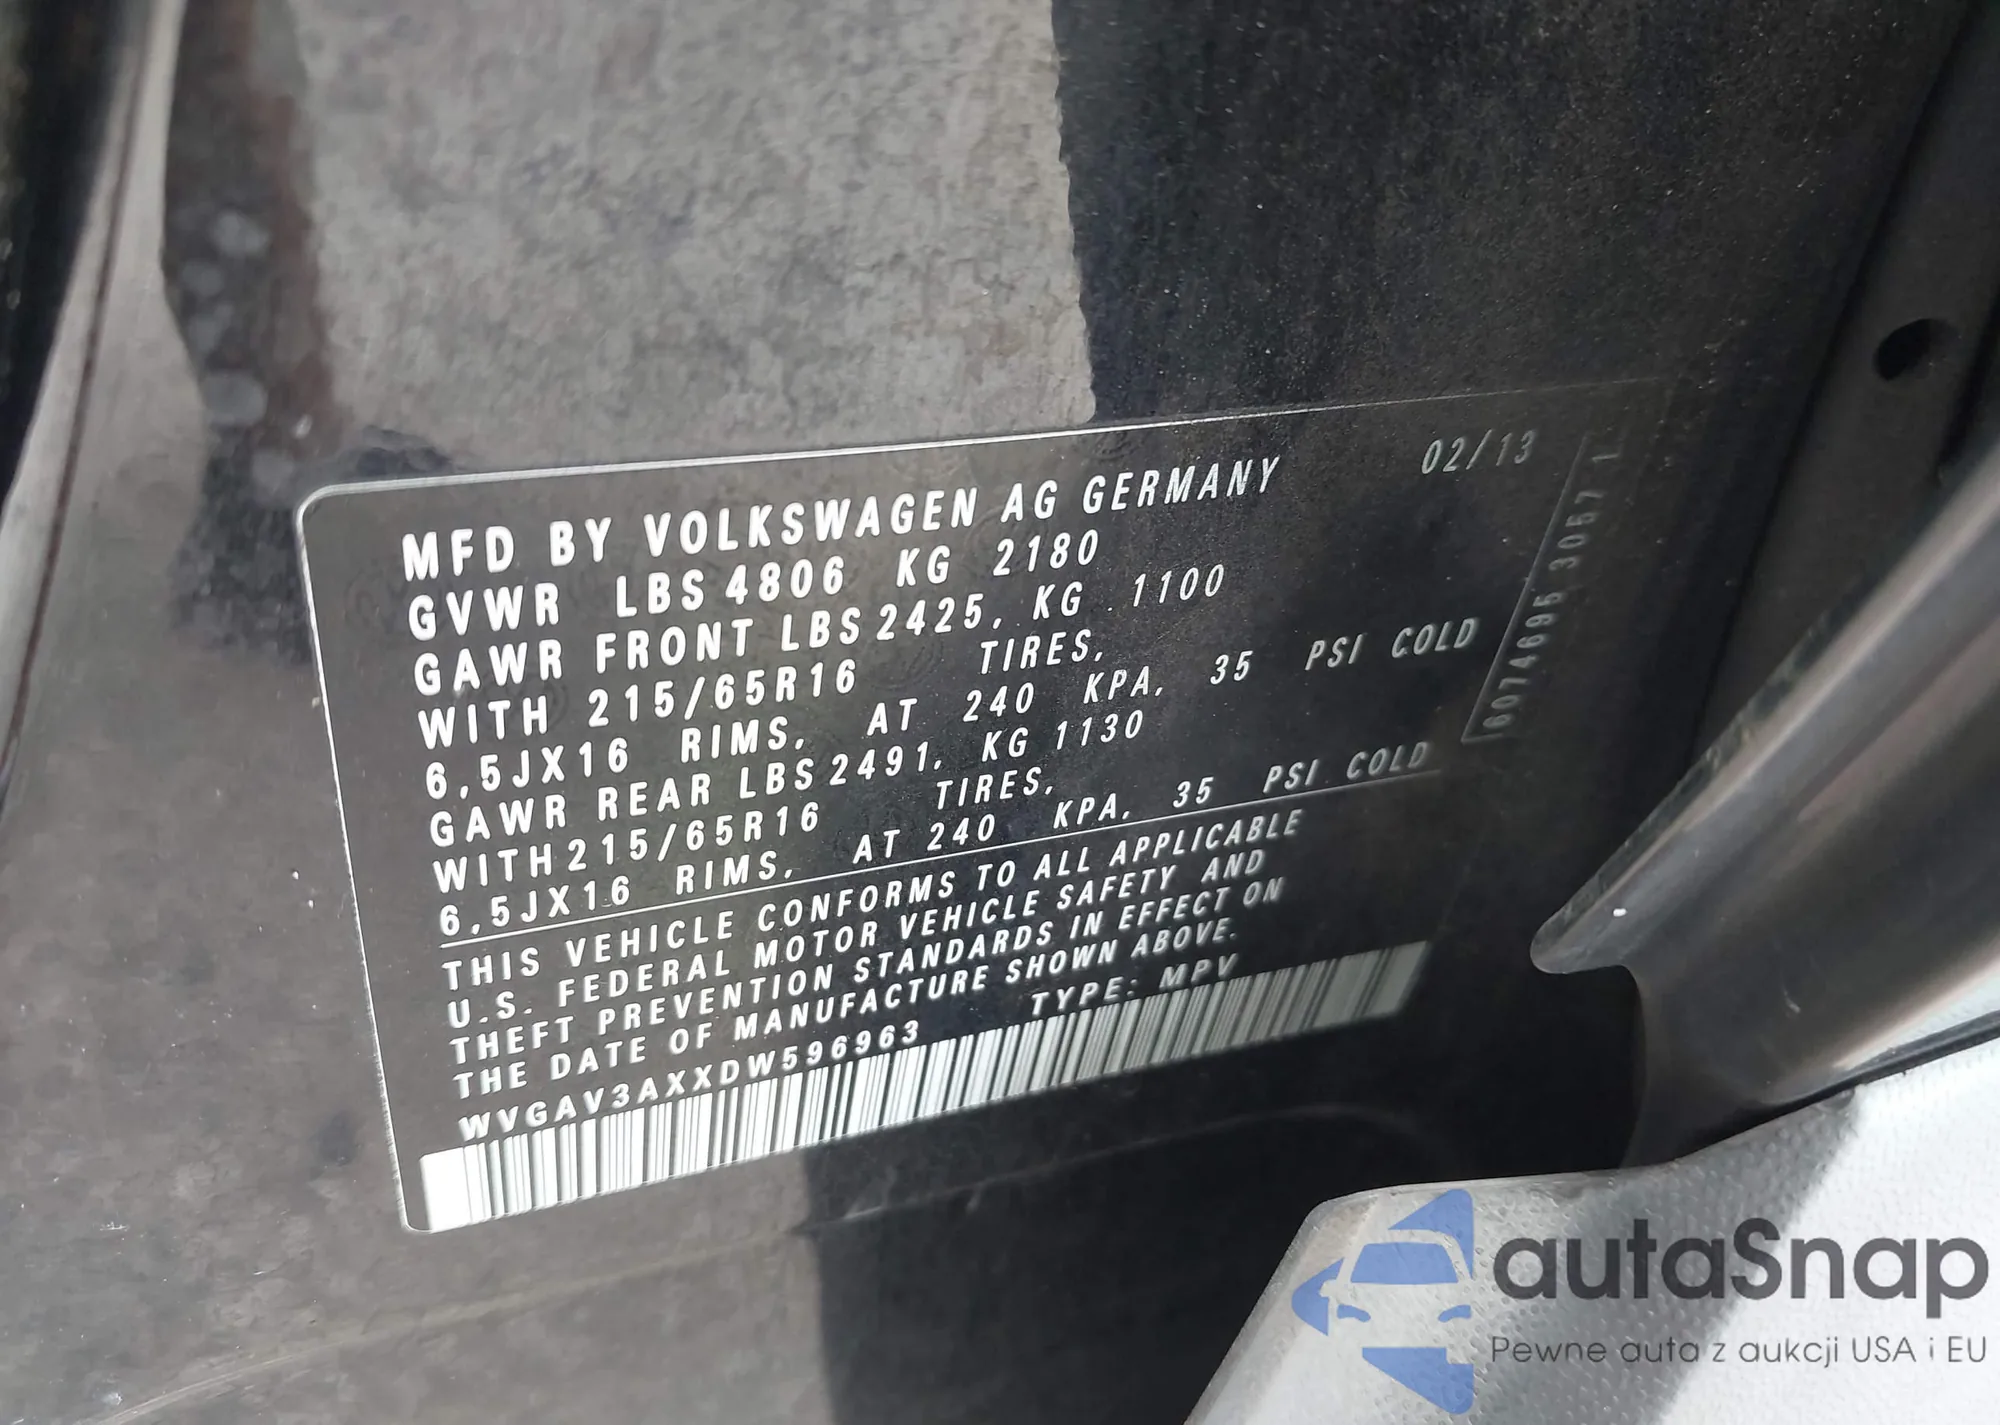 MFD BY VOLKSWAGEN AG GERMANY 02/13
GVWR LBS 4806 KG 2180
GAWR FRONT LBS 2425, KG 1100
WITH 215/65R16 TIRES,
6,5JX16 RIMS, AT 240 KPA, 35 PSI COLD
GAWR REAR LBS 2491, KG 1130
WITH 215/65R16 TIRES,
6,5JX16 RIMS, AT 240 KPA, 35 PSI COLD
THIS VEHICLE CONFORMS TO ALL APPLICABLE
U.S. FEDERAL MOTOR VEHICLE SAFETY AND
THEFT PREVENTION STANDARDS IN EFFECT ON
THE DATE OF MANUFACTURE SHOWN ABOVE.
WVGAV3AXXDW596963 TYPE: MPV
autaSnap
Pewne auta z aukcji USA i EU